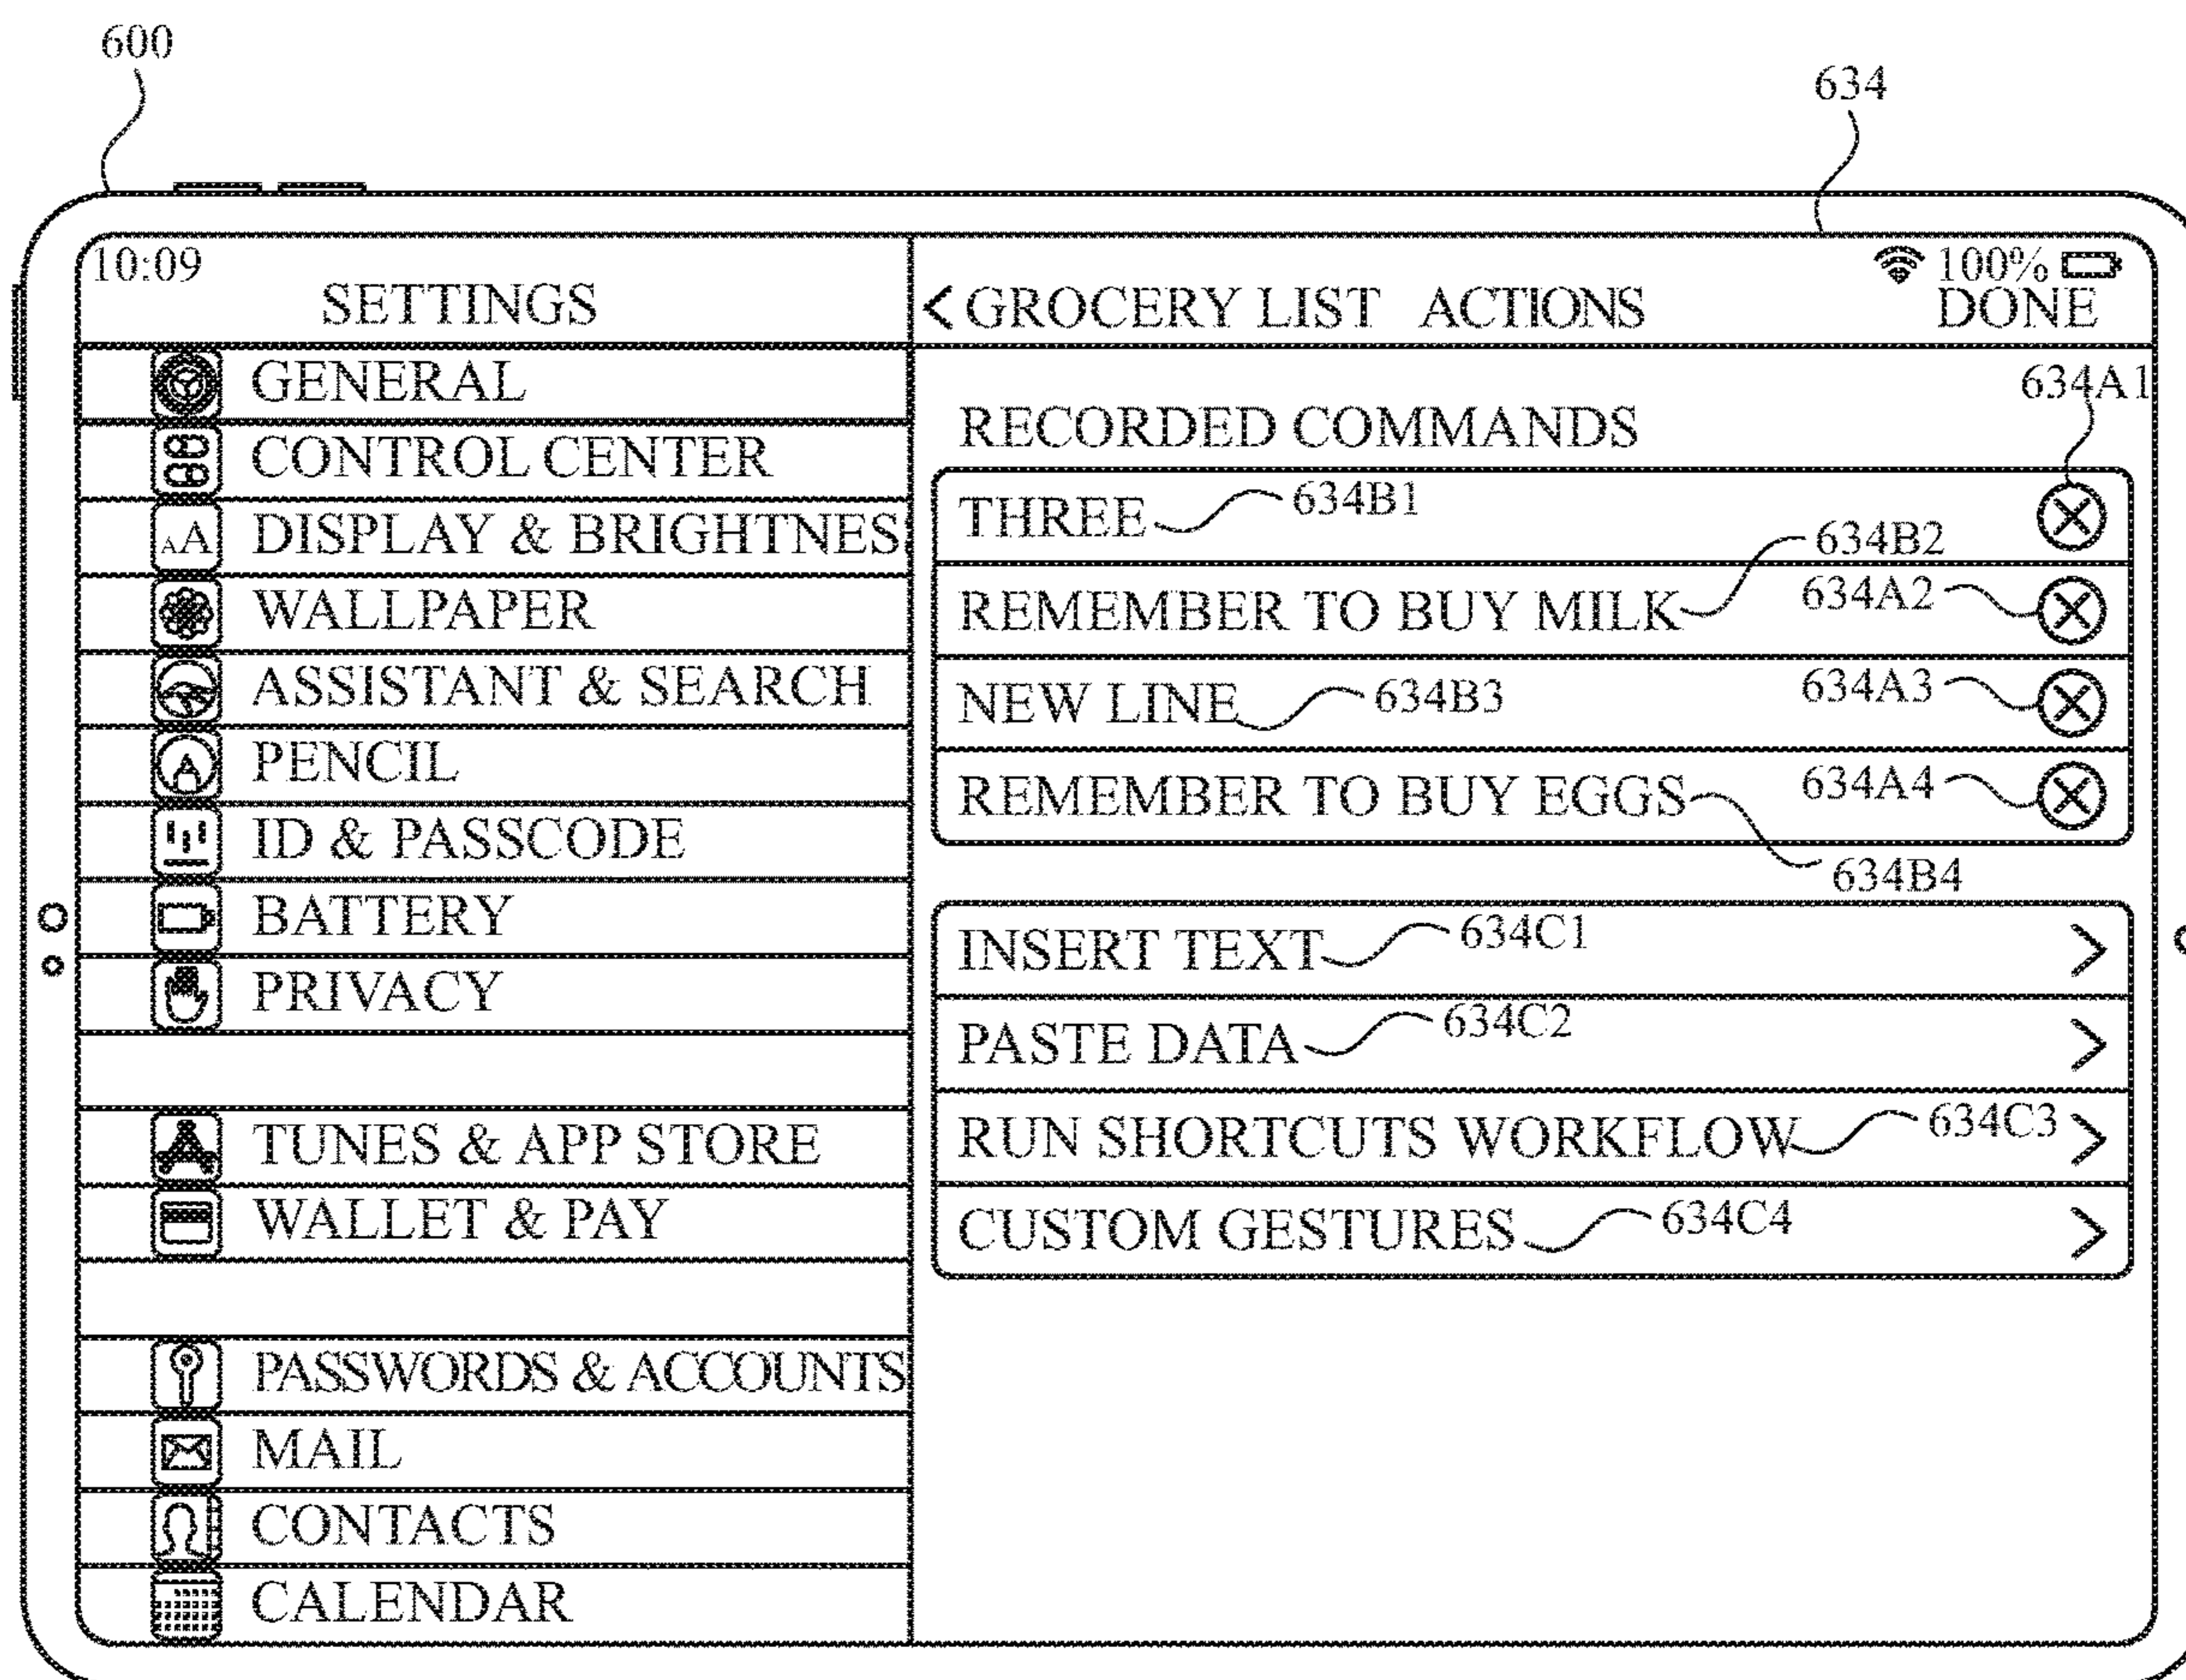 600
634
10:09
SETTINGS
GENERAL
CONTROL CENTER
AA DISPLAY & BRIGHTNES
WALLPAPER
ASSISTANT & SEARCH
PENCIL
ID & PASSCODE
BATTERY
PRIVACY
TUNES & APP STORE
WALLET & PAY
PASSWORDS & ACCOUNTS
MAIL
CONTACTS
CALENDAR
100%
< GROCERY LIST ACTIONS DONE
634A1
RECORDED COMMANDS
THREE 634B1
634B2
REMEMBER TO BUY MILK 634A2
NEW LINE 634B3 634A3
REMEMBER TO BUY EGGS 634A4
634B4
INSERT TEXT 634C1 >
PASTE DATA 634C2 >
RUN SHORTCUTS WORKFLOW 634C3 >
CUSTOM GESTURES 634C4 >